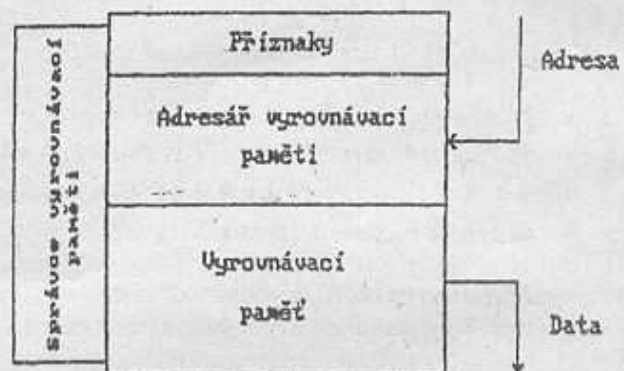 Správce vyrovnávací
paměti
Příznaky
Adresář vyrovnávací
paměti
Vyrovnávací
paměť
Adresa
Data